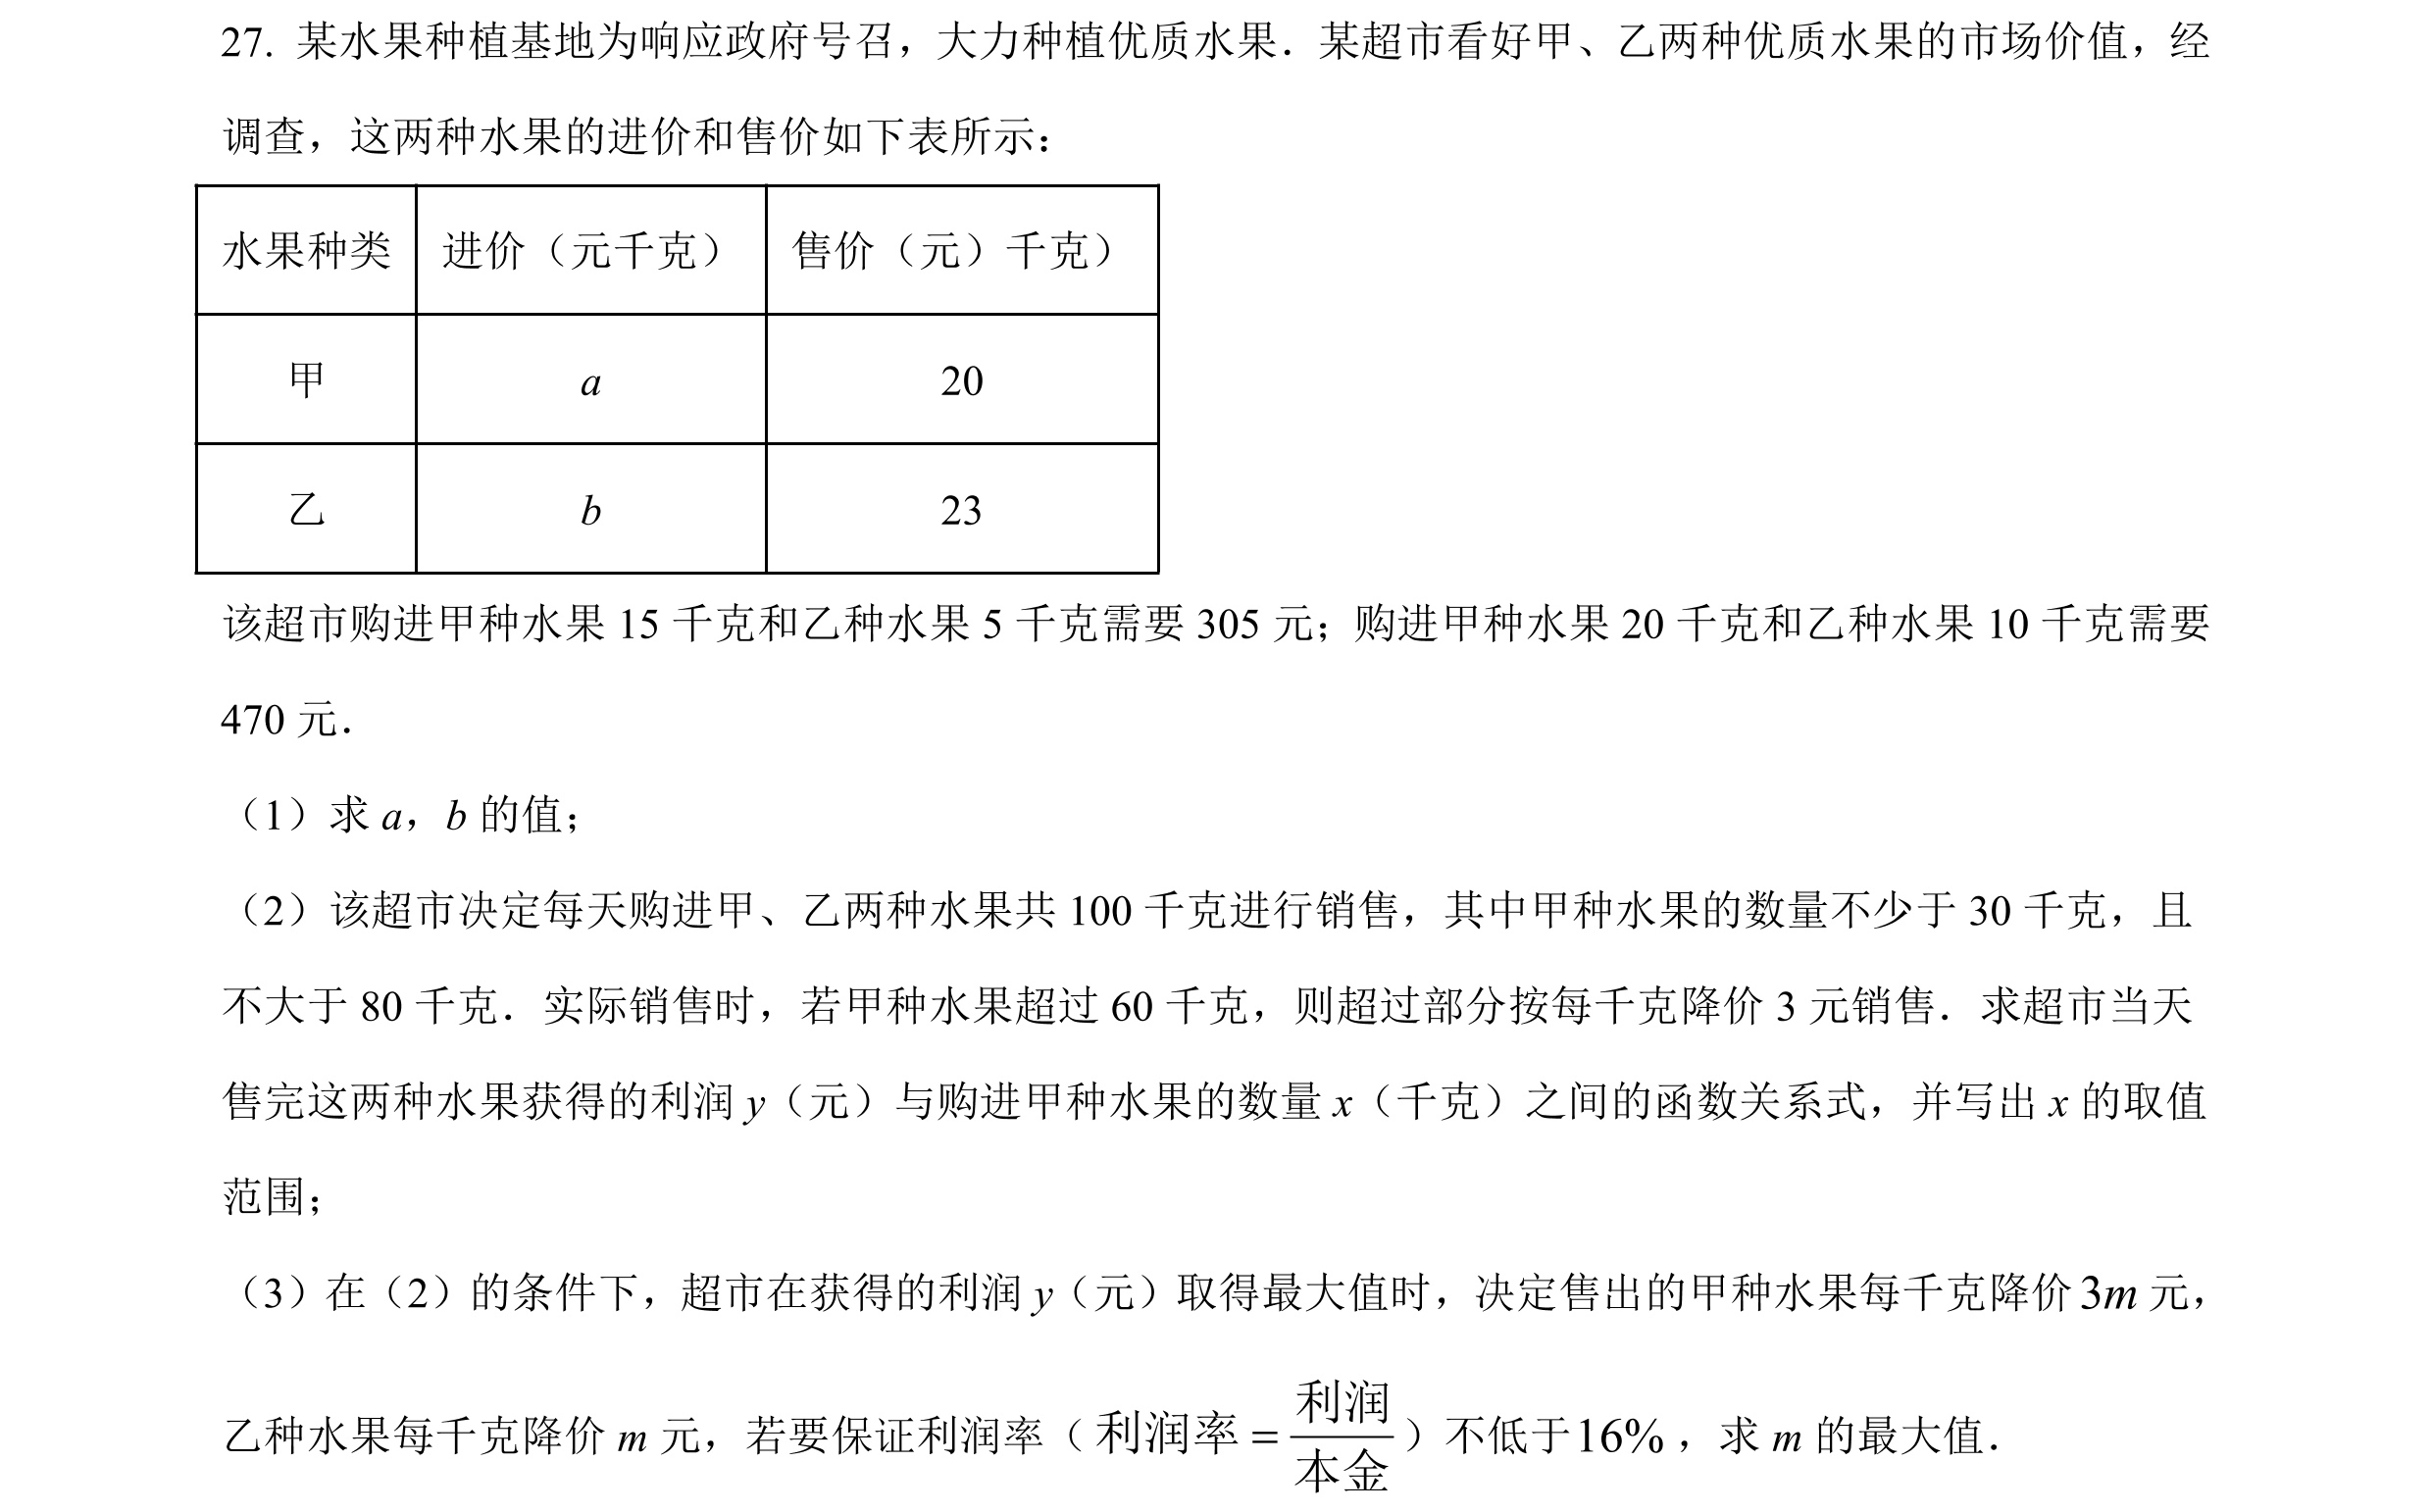 27. 某水果种植基地为响应政府号召，大力种植优质水果．某超市看好甲、乙两种优质水果的市场价值，经
调查，这两种水果的进价和售价如下表所示：
水果种类 进价（元千克） 售价（元）千克）
甲 a 20
乙 b 23
该超市购进甲种水果 15 千克和乙种水果 5 千克需要 305 元；购进甲种水果 20 千克和乙种水果 10 千克需要
470 元．
（1）求 a，b 的值；
（2）该超市决定每天购进甲、乙两种水果共 100 千克进行销售，其中甲种水果的数量不少于 30 千克，且
不大于 80 千克．实际销售时，若甲种水果超过 60 千克，则超过部分按每千克降价 3 元销售．求超市当天
售完这两种水果获得的利润 y（元）与购进甲种水果的数量 x（千克）之间的函数关系式，并写出 x 的取值
范围；
（3）在（2）的条件下，超市在获得的利润 y（元）取得最大值时，决定售出的甲种水果每千克降价 3m 元，
乙种水果每千克降价 m 元，若要保证利润率（利润率 = 利润/本金）不低于 16%，求 m 的最大值．